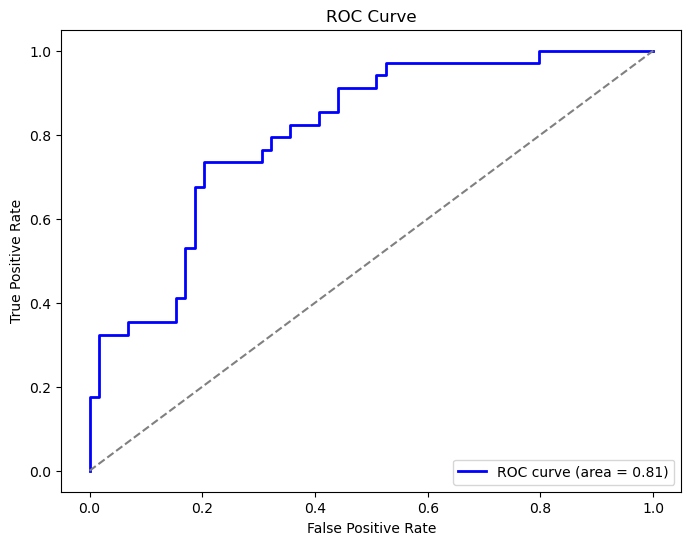 ROC Curve
1.0
0.8
0.6
0.4
0.2
0.0
True Positive Rate
0.0 0.2 0.4 0.6 0.8 1.0
False Positive Rate
ROC curve (area = 0.81)